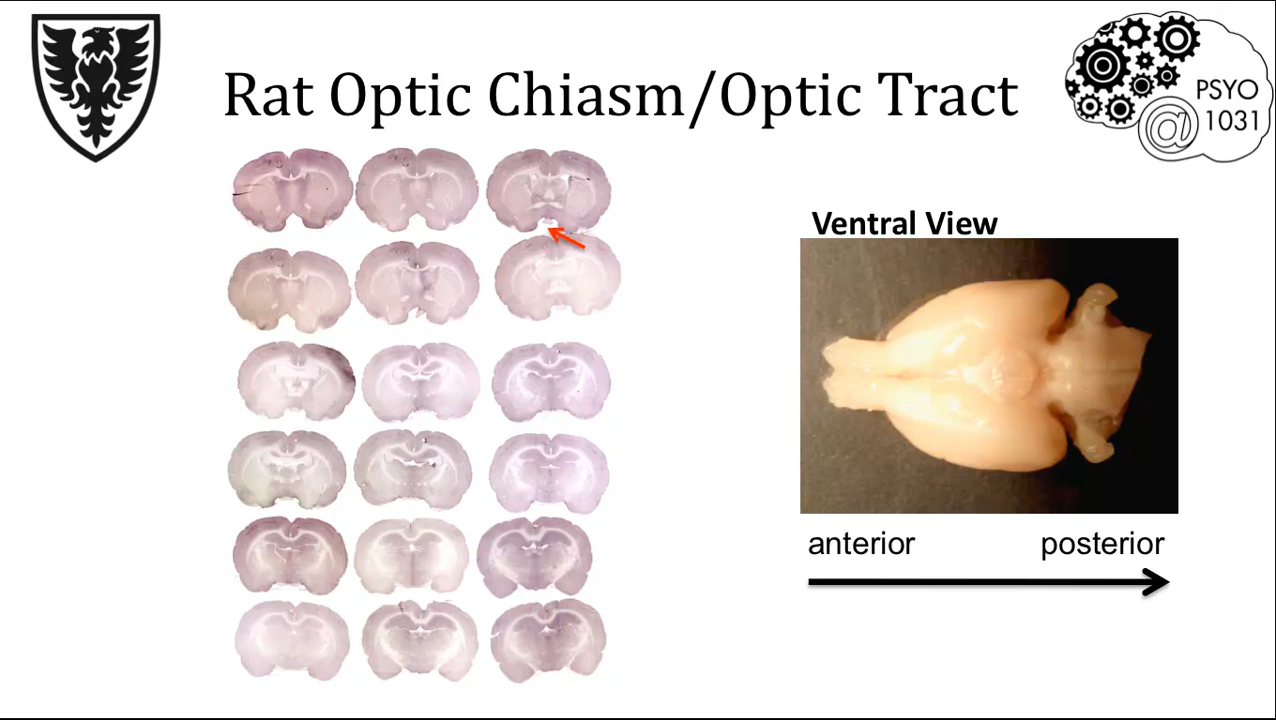 Rat Optic Chiasm/Optic Tract
PSYO
@ 1031
Ventral View
anterior posterior